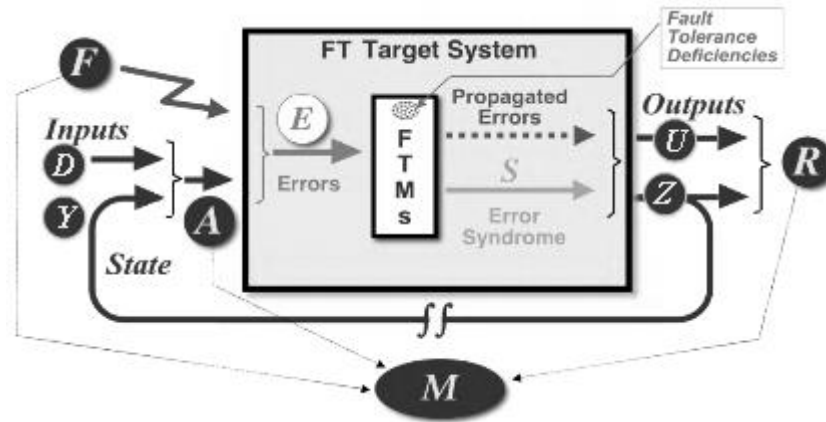 FT Target System
Fault
Tolerance
Deficiencies
F
Inputs
D
Y
A
State
E
Errors
F
T
M
s
Propagated
Errors
S
Error
Syndrome
Outputs
U
Z
R
∫∫
M